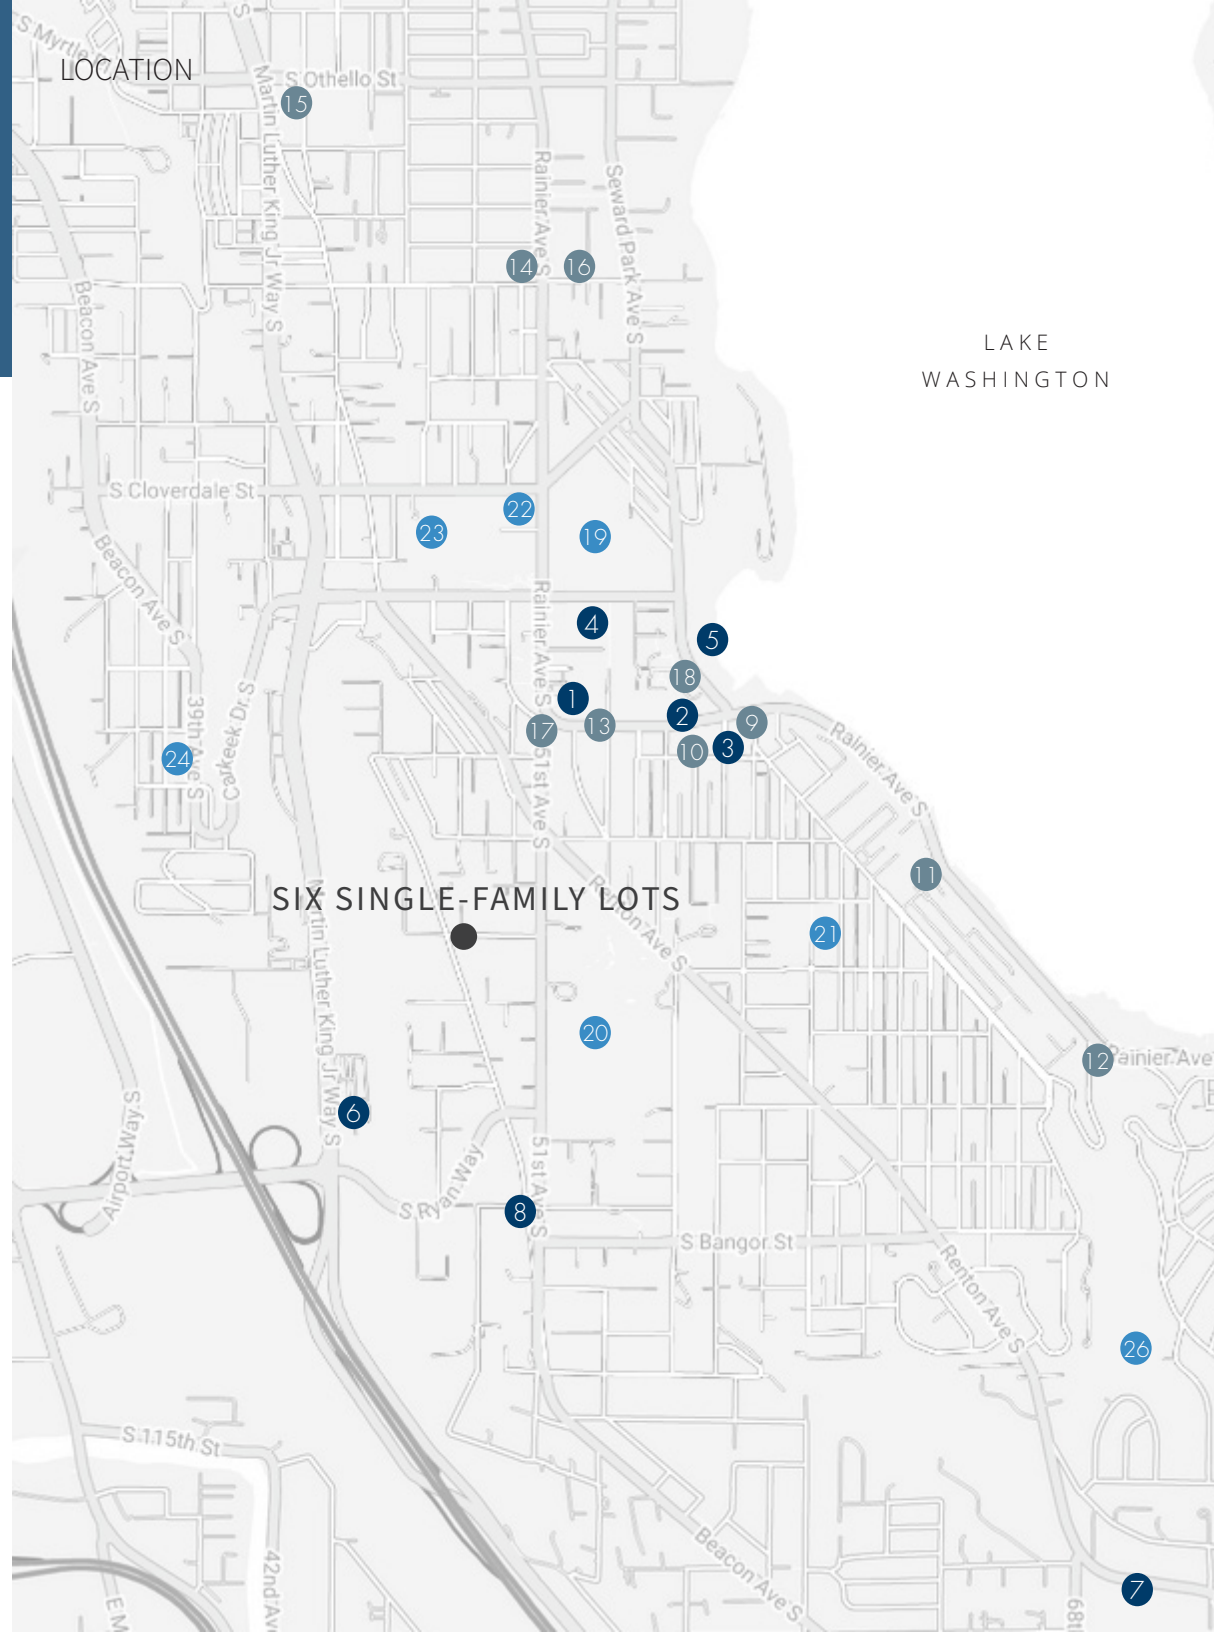 S Myrtle
S
LOCATION
S Othello St
15
Martin Luther King Jr Way S
Rainier Ave S
Seward Park Ave S
14
16
Beacon Ave S
LAKE
WASHINGTON
S Cloverdale St
22
23
19
Beacon Ave S
Rainier Ave S
4
5
18
1
2
13
17
9
3
10
39th Ave S
Carkeek Dr S
24
51st Ave S
Rainier Ave S
11
SIX SINGLE-FAMILY LOTS
Renton Ave S
21
Martin Luther King Jr Way S
20
12
Rainier Ave
6
Airport Way S
S Ryan Way
51st Ave S
8
S Bangor St
Renton Ave S
26
S 115th St
Beacon Ave S
7
42nd Av
E M
68th